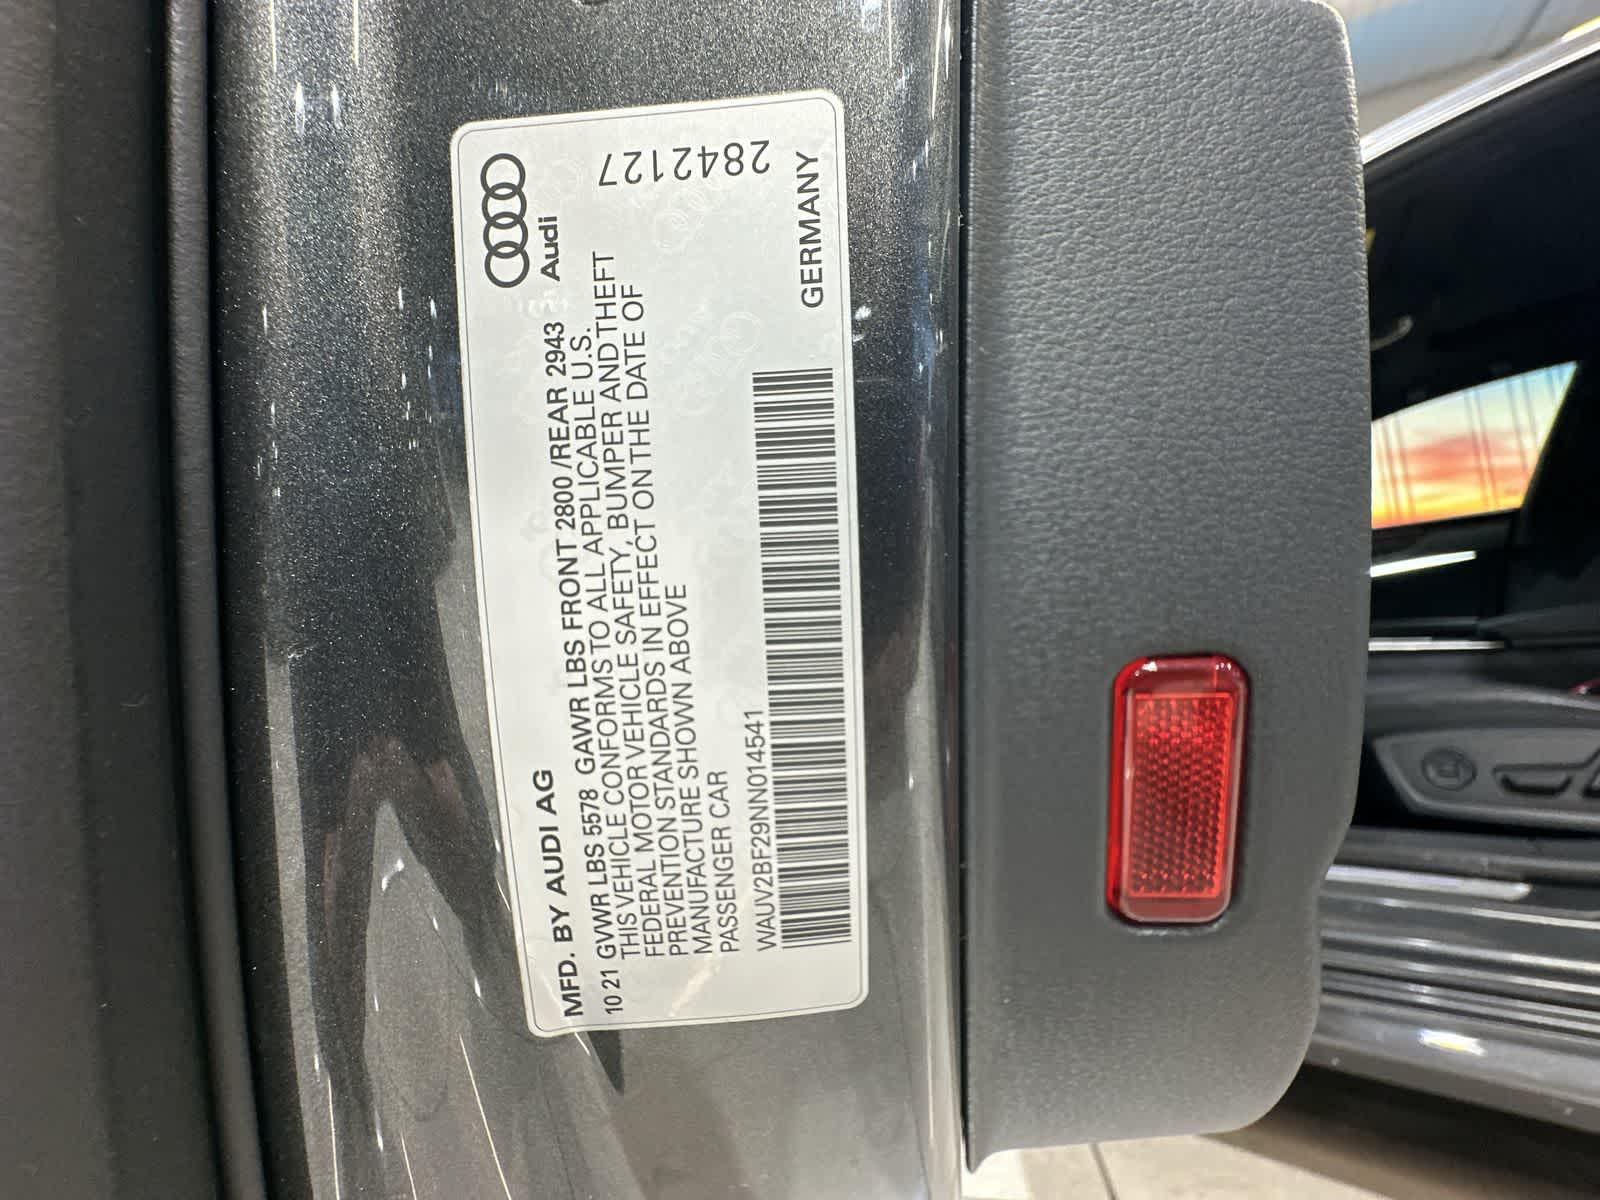 Audi
MFD. BY AUDI AG
10 21 GVWR LBS 5578 GAWR LBS FRONT 2800 /REAR 2943
THIS VEHICLE CONFORMS TO ALL APPLICABLE U.S.
FEDERAL MOTOR VEHICLE SAFETY, BUMPER AND THEFT
PREVENTION STANDARDS IN EFFECT ON THE DATE OF
MANUFACTURE SHOWN ABOVE
PASSENGER CAR
WAUV2BF29NN014541
GERMANY
2842127